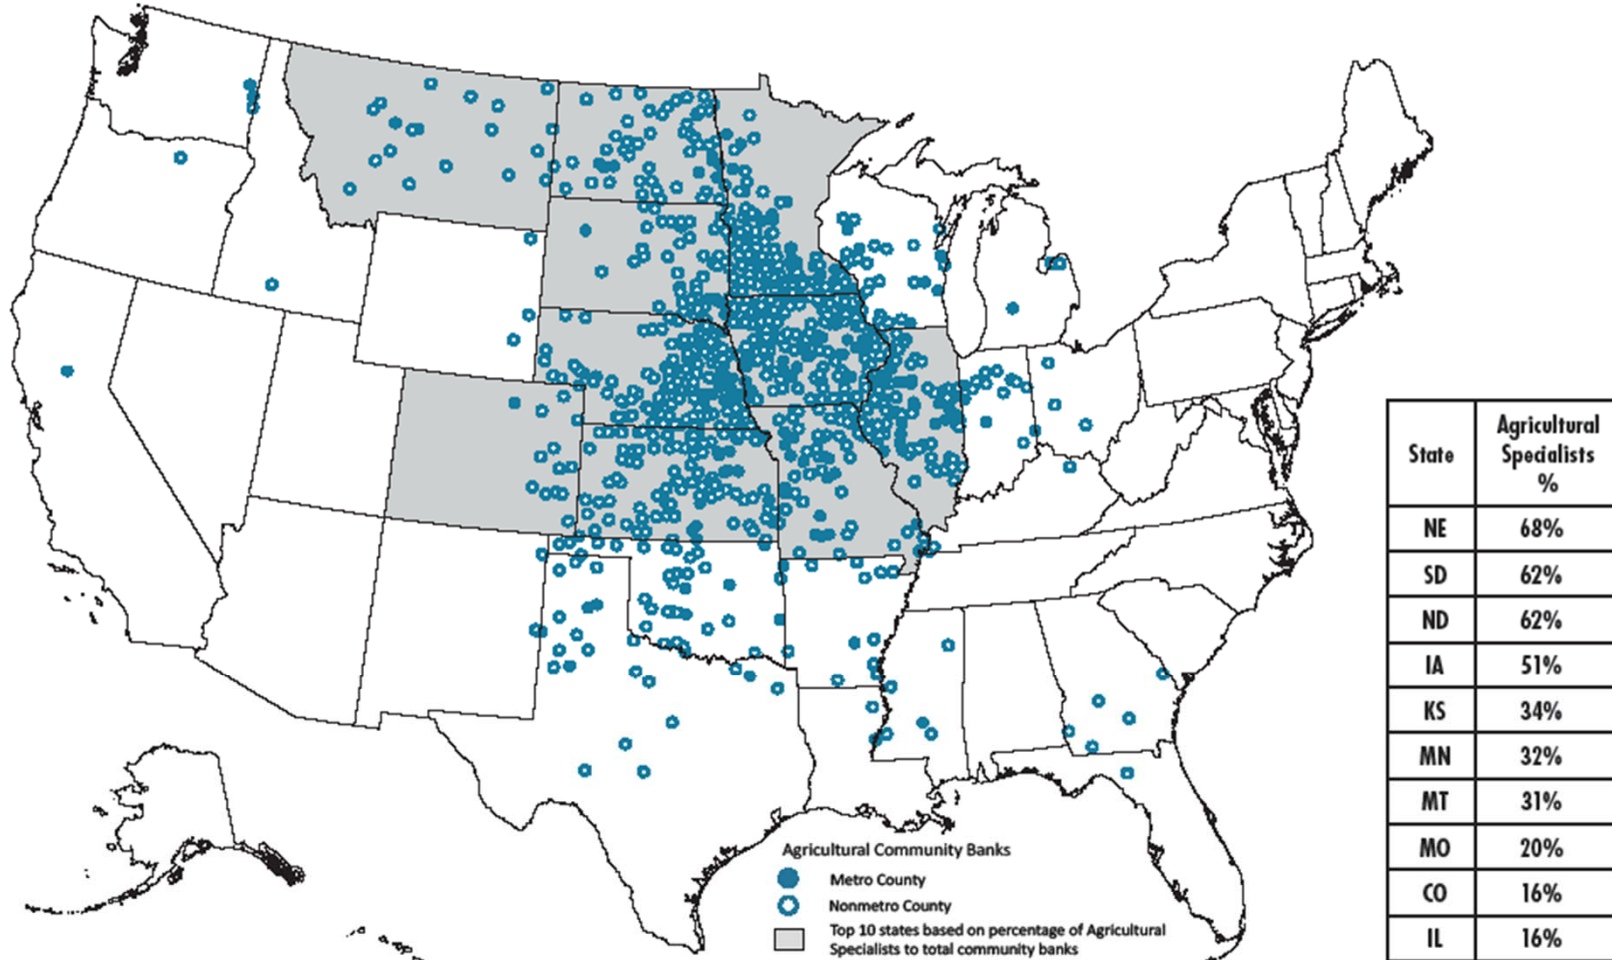 Agricultural Community Banks
Metro County
Nonmetro County
Top 10 states based on percentage of Agricultural
Specialists to total community banks
State Agricultural
Specialists
%
NE 68%
SD 62%
ND 62%
IA 51%
KS 34%
MN 32%
MT 31%
MO 20%
CO 16%
IL 16%